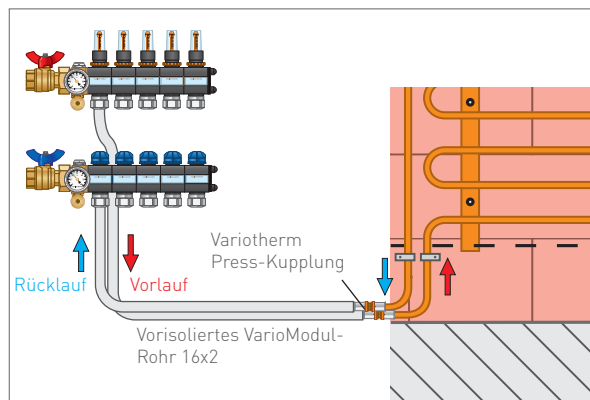 Variotherm
Press-Kupplung
Rücklauf
Vorlauf
Vorisoliertes VarioModul-
Rohr 16x2